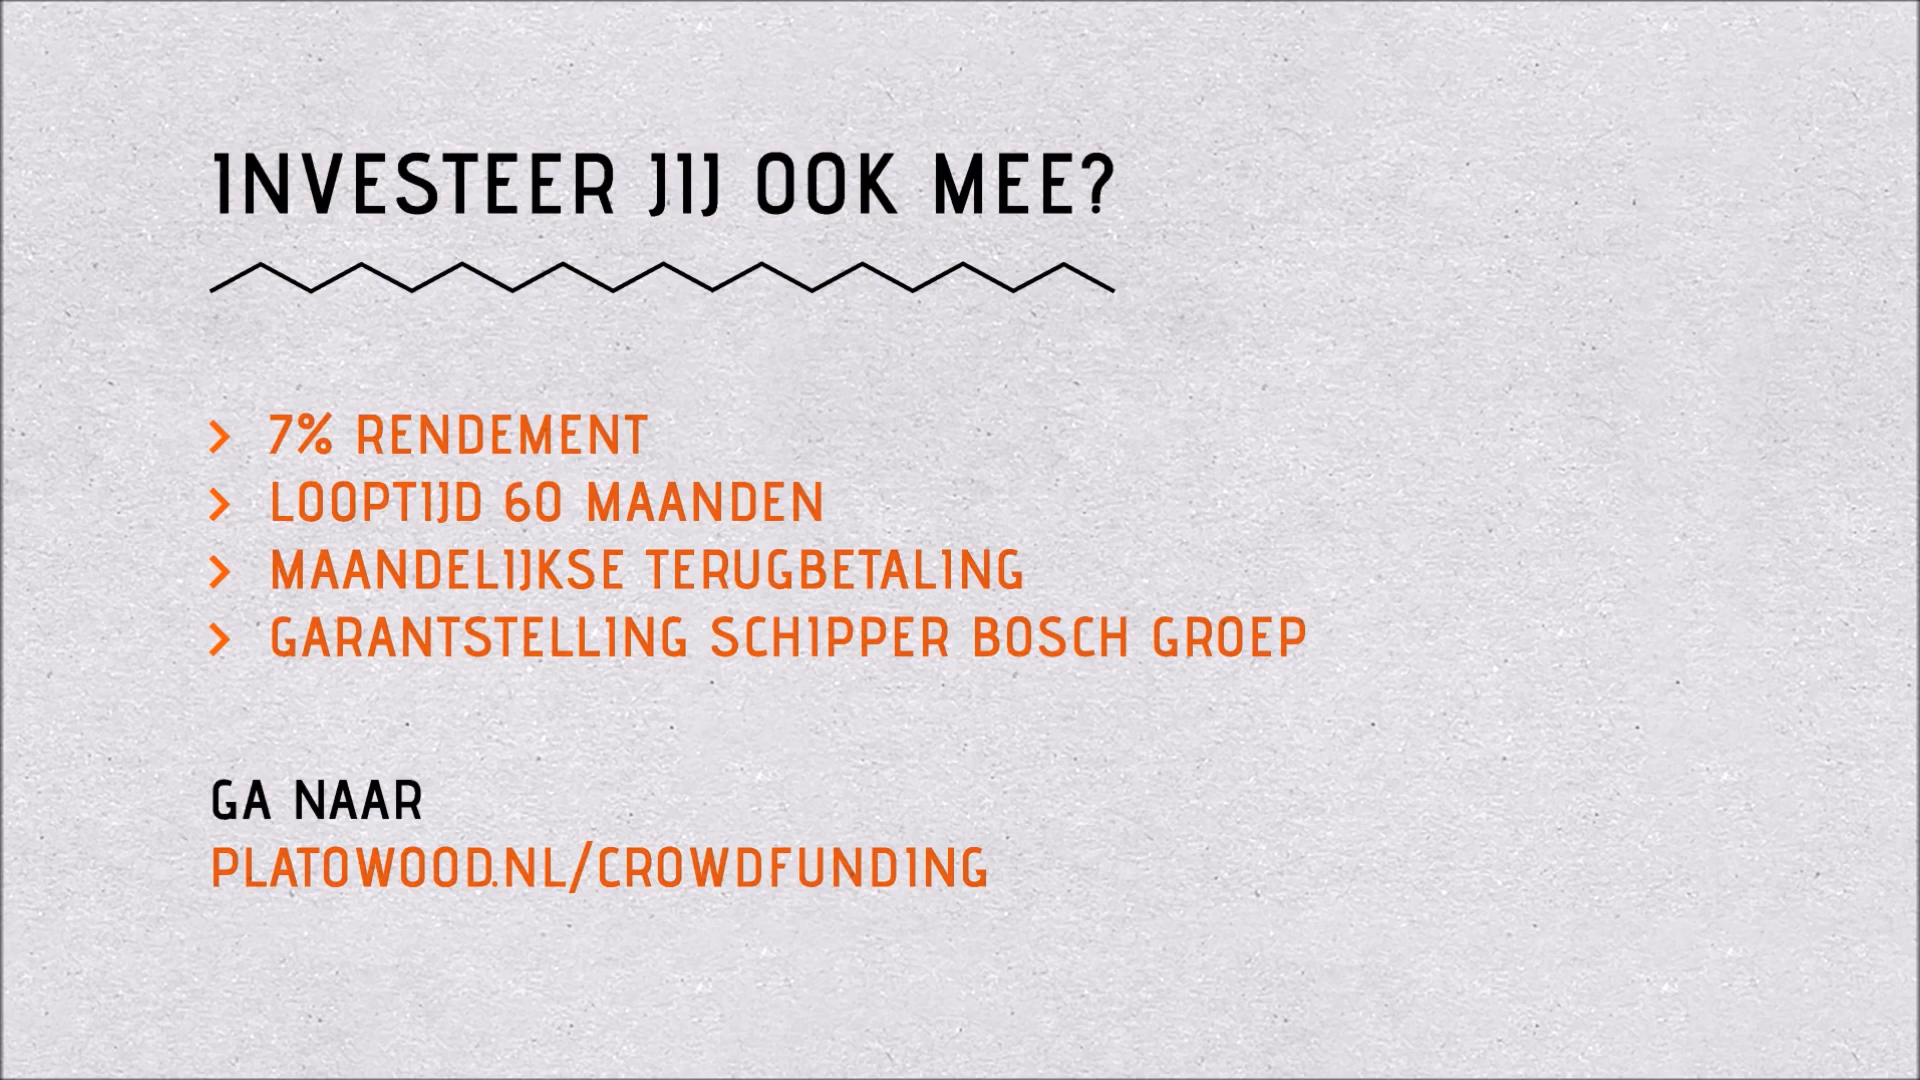 INVESTEER JIJ OOK MEE?
> 7% RENDEMENT
> LOOPTIJD 60 MAANDEN
> MAANDELIJKSE TERUGBETALING
> GARANTSTELLING SCHIPPER BOSCH GROEP
GA NAAR
PLATOWOOD.NL/CROWDFUNDING